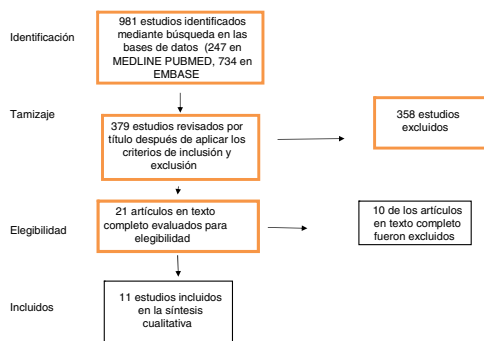 Identificación
981 estudios identificados
mediante búsqueda en las
bases de datos (247 en
MEDLINE PUBMED, 734 en
EMBASE
Tamizaje
379 estudios revisados por
título después de aplicar los
criterios de inclusión y
exclusión
358 estudios
excluidos
Elegibilidad
21 artículos en texto
completo evaluados para
elegibilidad
10 de los artículos
en texto completo
fueron excluidos
Incluidos
11 estudios incluidos
en la síntesis
cualitativa